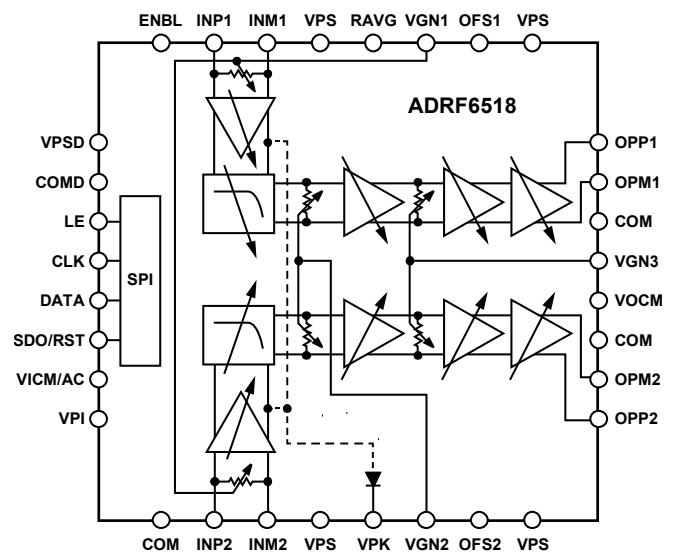 ENBL INP1 INM1 VPS RAVG VGN1 OFS1 VPS
ADRF6518
VPSD
COMD
LE
CLK
DATA
SDO/RST
VICM/AC
VPI
SPI
OPP1
OPM1
COM
VGN3
VOCM
COM
OPM2
OPP2
COM INP2 INM2 VPS VPK VGN2 OFS2 VPS